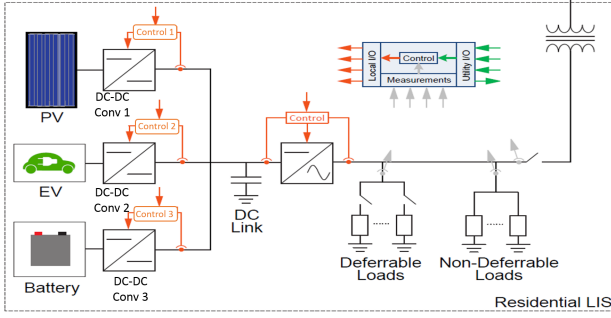 Control 1
PV
DC-DC
Conv 1
Control 2
EV
DC-DC
Conv 2
Control 3
Battery
DC-DC
Conv 3
DC
Link
Control
Local I/O
Control
Measurements
Utility I/O
Deferrable
Loads
Non-Deferrable
Loads
Residential LIS